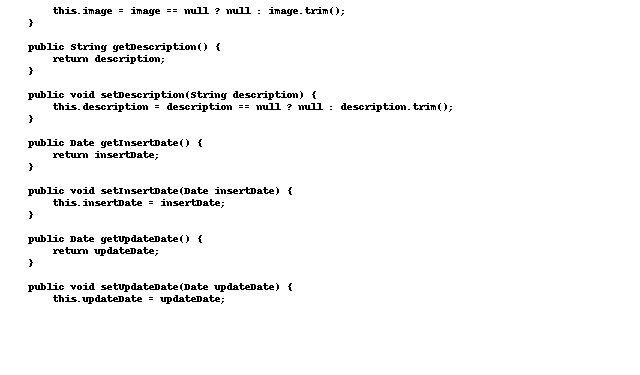 this.image = image == null ? null : image.trim();
}
public String getDescription() {
return description;
}
public void setDescription(String description) {
this.description = description == null ? null : description.trim();
}
public Date getInsertDate() {
return insertDate;
}
public void setInsertDate(Date insertDate) {
this.insertDate = insertDate;
}
public Date getUpdateDate() {
return updateDate;
}
public void setUpdateDate(Date updateDate) {
this.updateDate = updateDate;